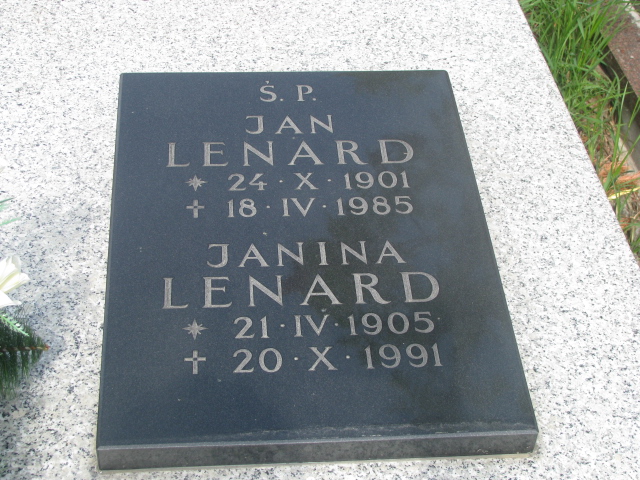 Ś. P.
JAN
LENARD
* 24 · X · 1901
+ 18 · IV · 1985
JANINA
LENARD
* 21 · IV · 1905
+ 20 · X · 1991